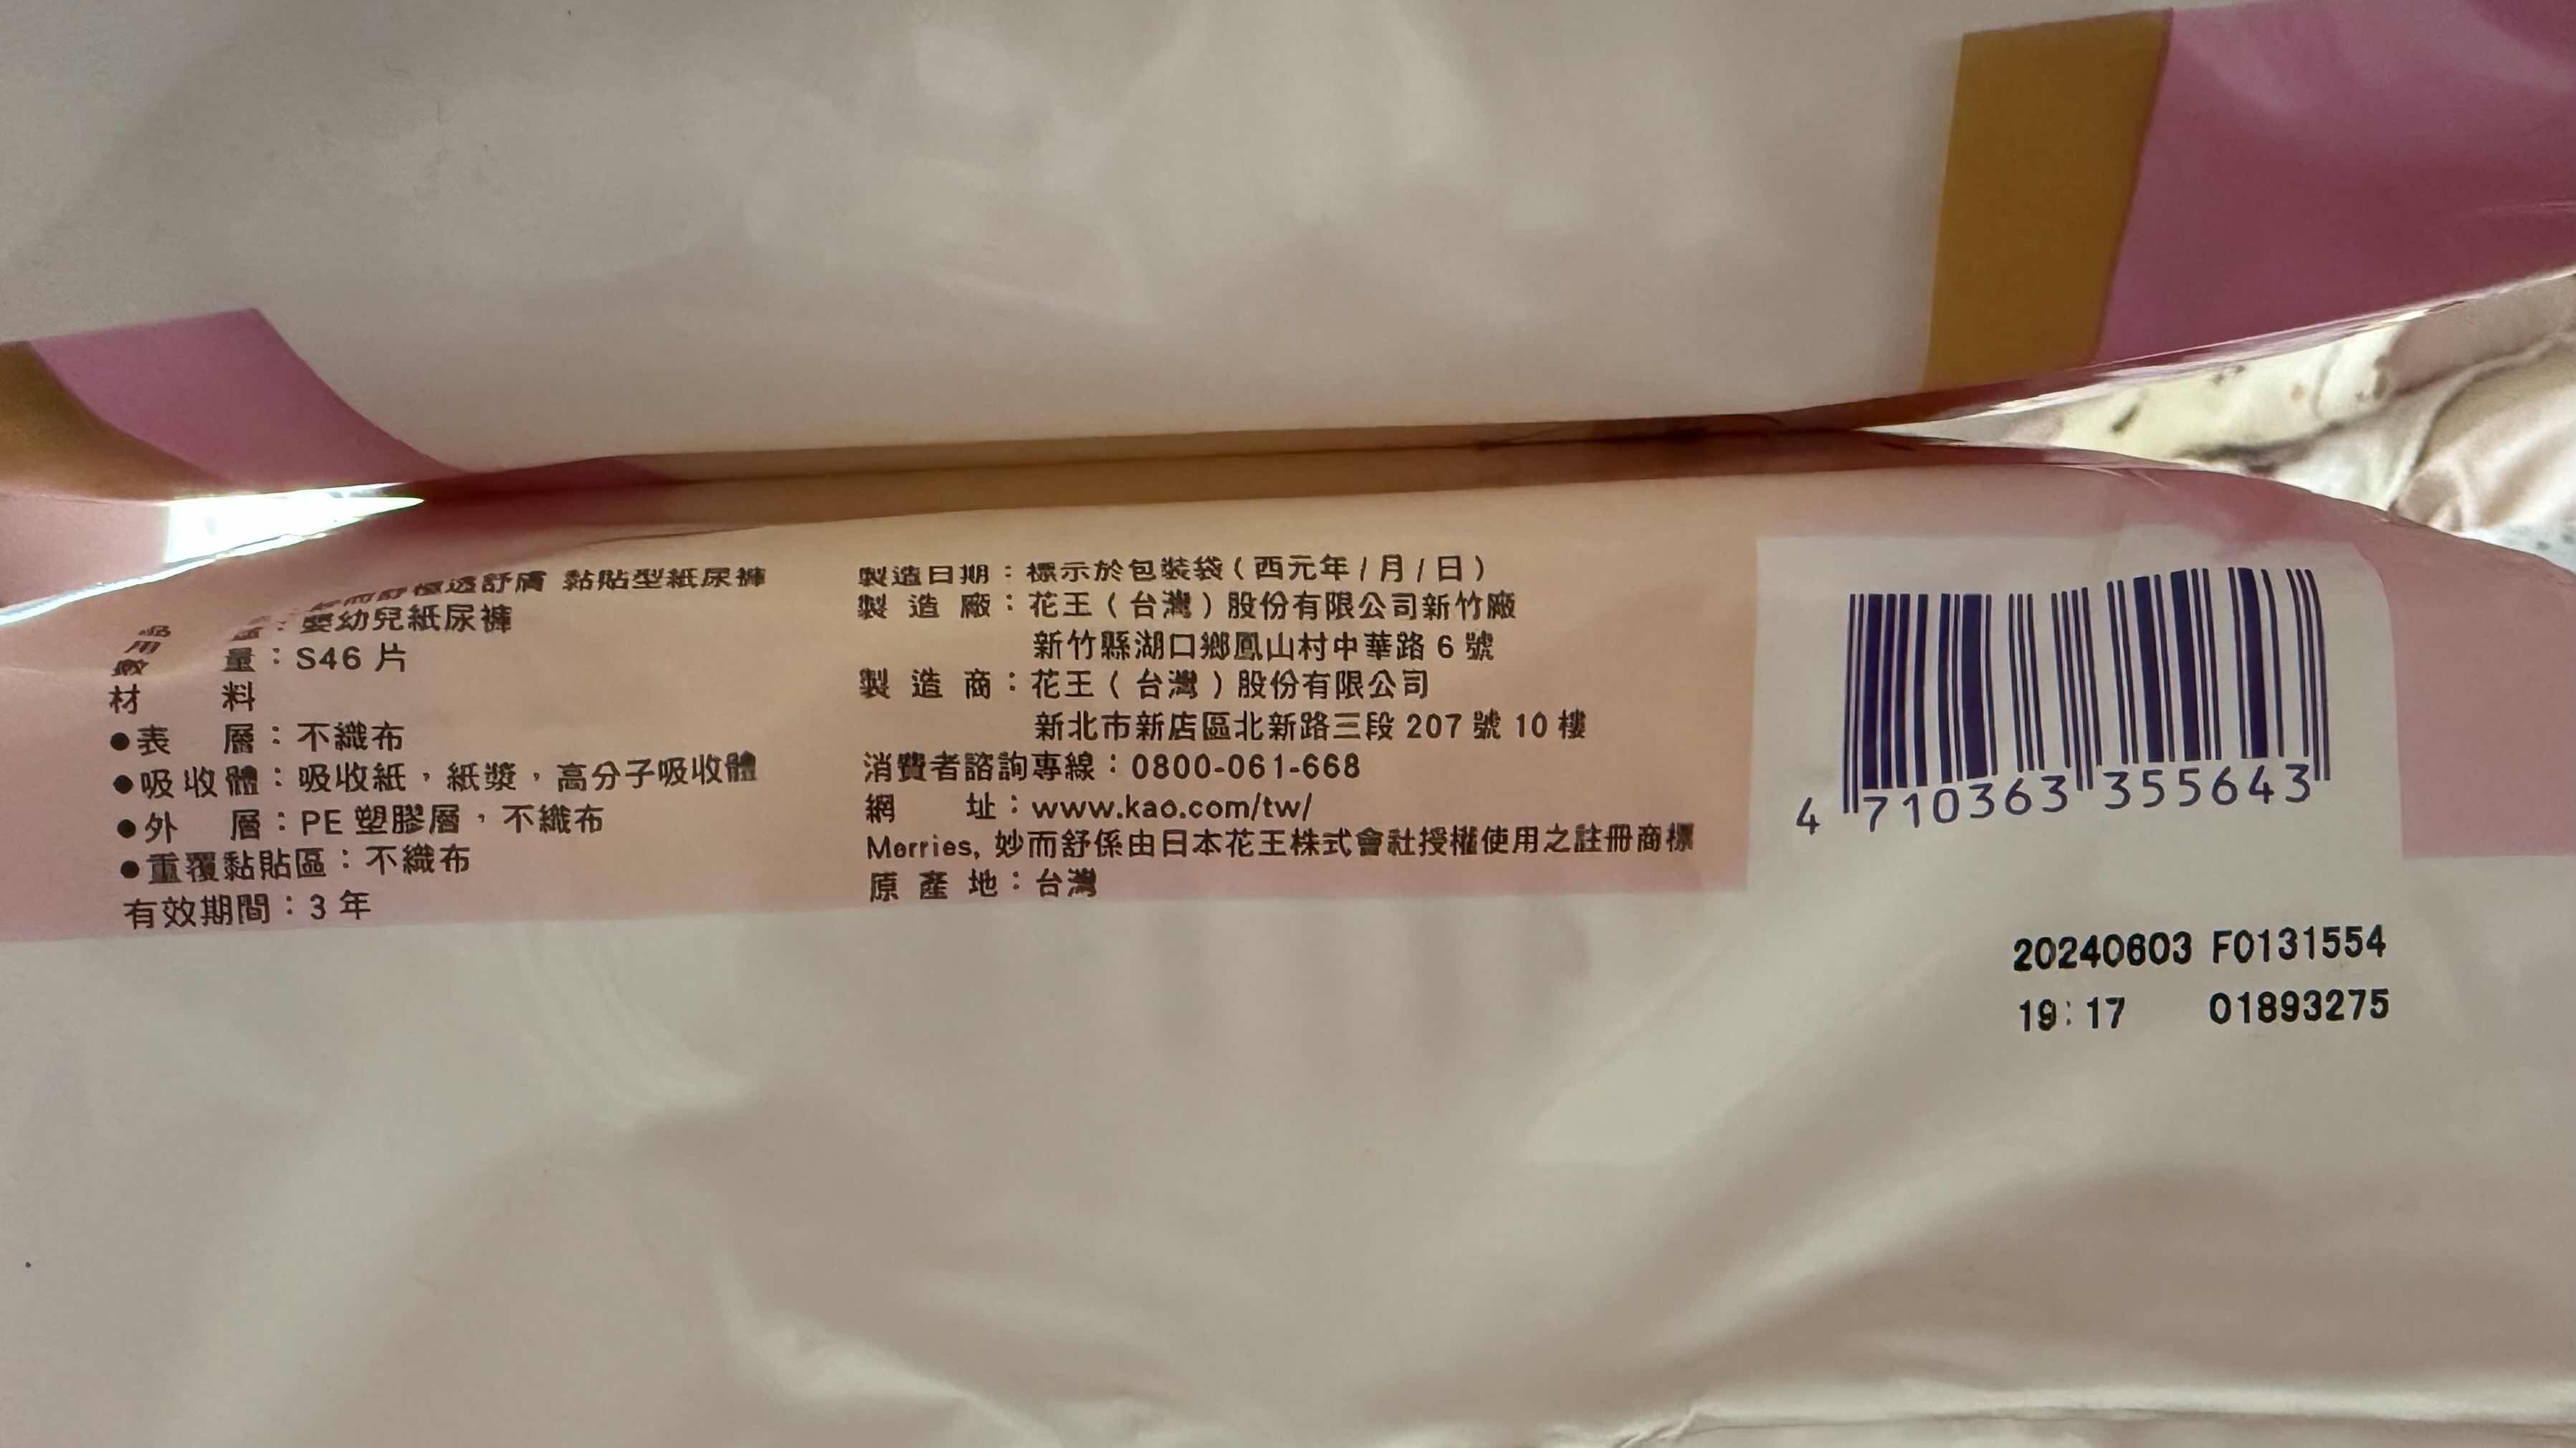 妙而舒極透舒膚 黏貼型紙尿褲
用 途：嬰幼兒紙尿褲
數 量：S46 片
材 料
●表 層：不織布
●吸收體：吸收紙，紙漿，高分子吸收體
●外 層：PE 塑膠層，不織布
●重覆黏貼區：不織布
有效期間：3 年
製造日期：標示於包裝袋（西元年/月/日）
製 造 廠：花王（台灣）股份有限公司新竹廠
新竹縣湖口鄉鳳山村中華路 6 號
製 造 商：花王（台灣）股份有限公司
新北市新店區北新路三段 207 號 10 樓
消費者諮詢專線：0800-061-668
網 址：www.kao.com/tw/
Merries, 妙而舒係由日本花王株式會社授權使用之註冊商標
原 產 地：台灣
4 710363 355643
20240603 F0131554
19:17 01893275